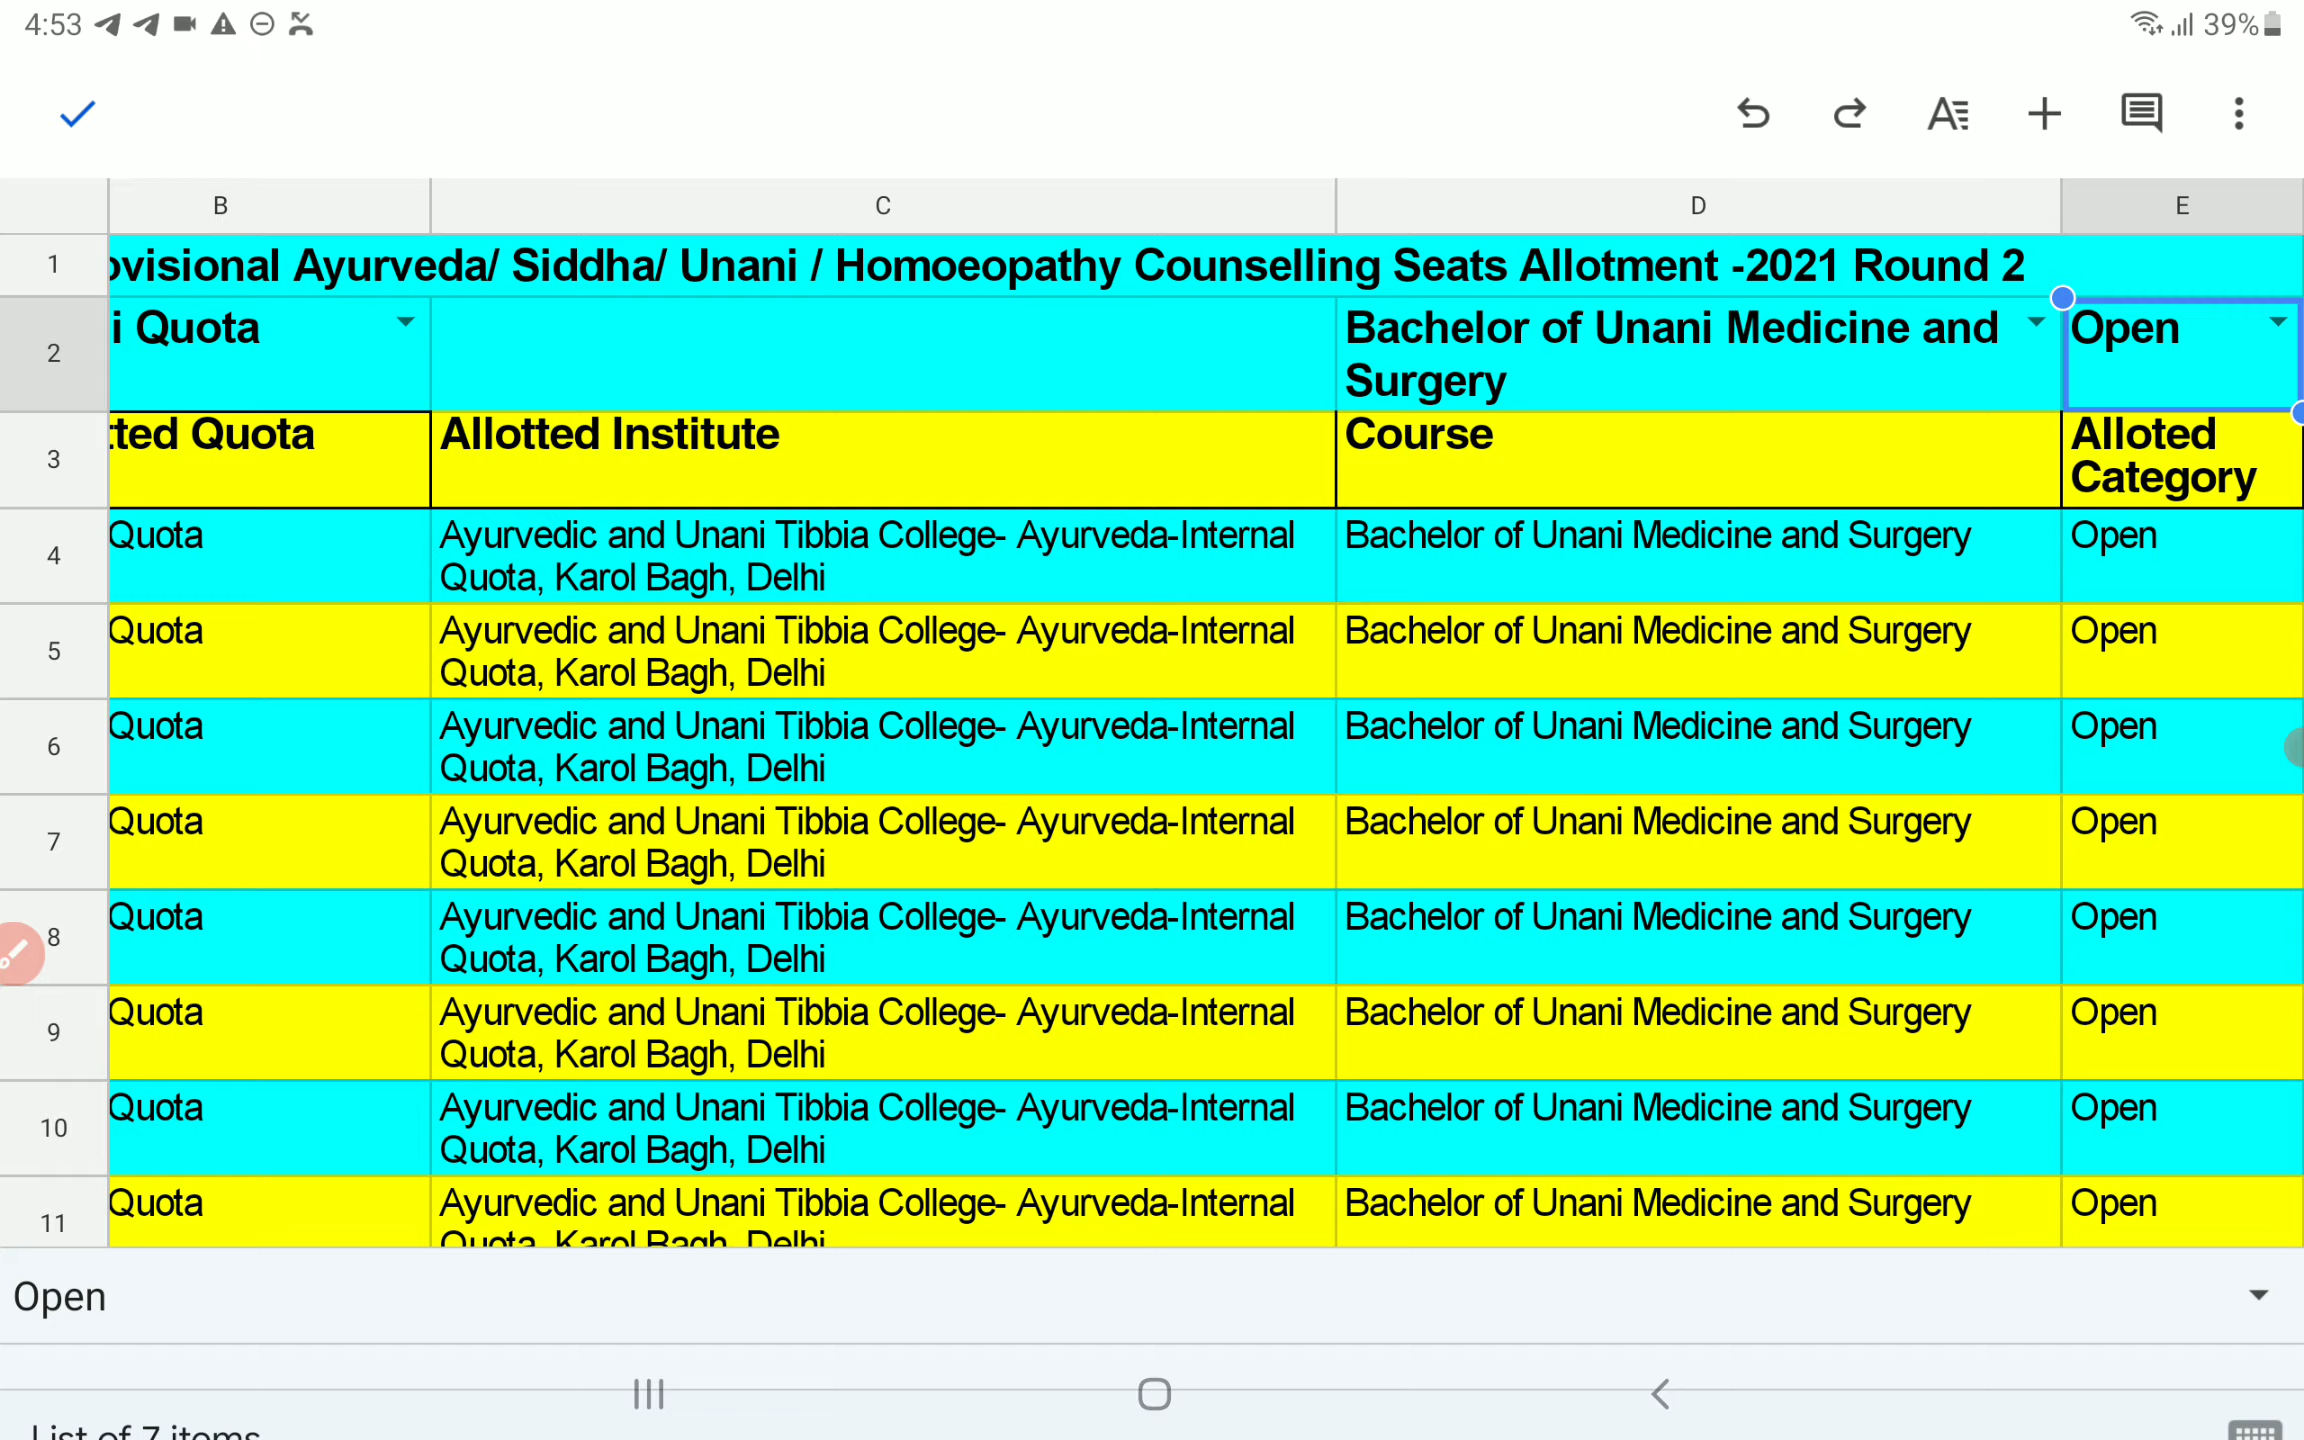 4:53
39%
B C D E
1 ovisional Ayurveda/ Siddha/ Unani / Homoeopathy Counselling Seats Allotment -2021 Round 2
2 i Quota Bachelor of Unani Medicine and Open
Surgery
3 tted Quota Allotted Institute Course Alloted
Category
4 Quota Ayurvedic and Unani Tibbia College- Ayurveda-Internal Bachelor of Unani Medicine and Surgery Open
Quota, Karol Bagh, Delhi
5 Quota Ayurvedic and Unani Tibbia College- Ayurveda-Internal Bachelor of Unani Medicine and Surgery Open
Quota, Karol Bagh, Delhi
6 Quota Ayurvedic and Unani Tibbia College- Ayurveda-Internal Bachelor of Unani Medicine and Surgery Open
Quota, Karol Bagh, Delhi
7 Quota Ayurvedic and Unani Tibbia College- Ayurveda-Internal Bachelor of Unani Medicine and Surgery Open
Quota, Karol Bagh, Delhi
8 Quota Ayurvedic and Unani Tibbia College- Ayurveda-Internal Bachelor of Unani Medicine and Surgery Open
Quota, Karol Bagh, Delhi
9 Quota Ayurvedic and Unani Tibbia College- Ayurveda-Internal Bachelor of Unani Medicine and Surgery Open
Quota, Karol Bagh, Delhi
10 Quota Ayurvedic and Unani Tibbia College- Ayurveda-Internal Bachelor of Unani Medicine and Surgery Open
Quota, Karol Bagh, Delhi
11 Quota Ayurvedic and Unani Tibbia College- Ayurveda-Internal Bachelor of Unani Medicine and Surgery Open
Quota, Karol Bagh, Delhi
Open
List of 7 items